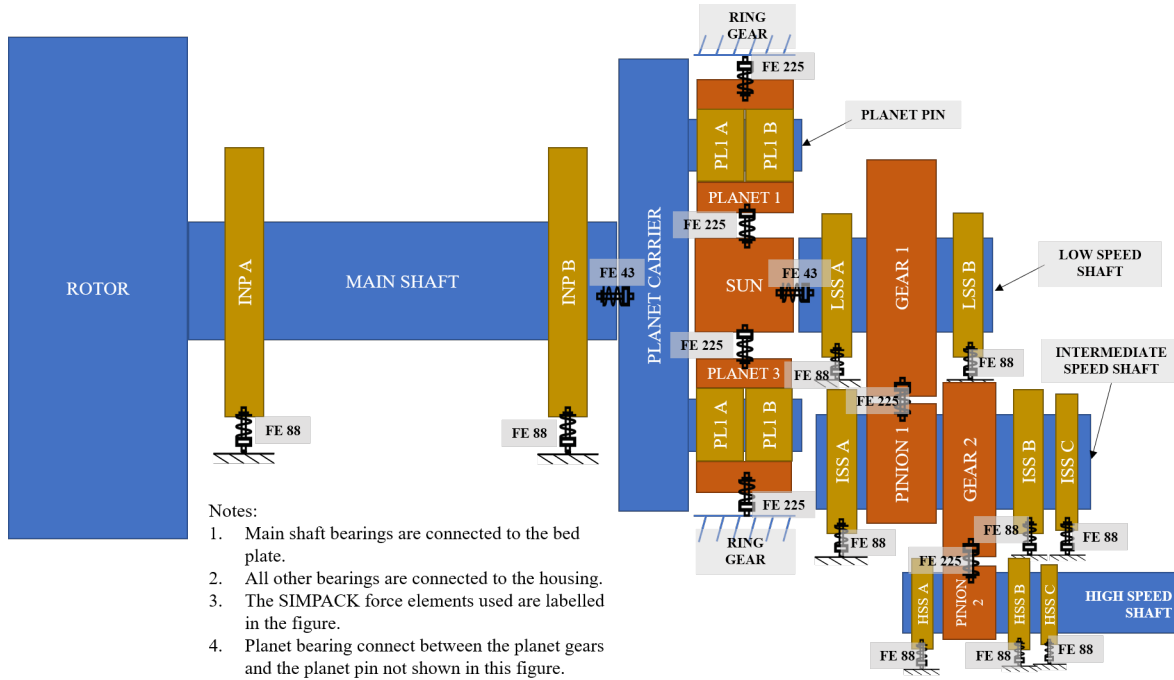 RING
GEAR
FE 225
PLANET PIN
PL1 A
PL1 B
PLANET 1
FE 225
ROTOR
INP A
MAIN SHAFT
INP B
FE 43
PLANET CARRIER
SUN
FE 43
LSS A
GEAR 1
LSS B
LOW SPEED
SHAFT
FE 225
PLANET 3
FE 88
FE 88
INTERMEDIATE
SPEED SHAFT
FE 88
FE 88
PL1 A
PL1 B
FE 225
ISS A
PINION 1
GEAR 2
ISS B
ISS C
FE 225
RING
GEAR
FE 88
FE 88
FE 88
FE 225
HSS A
PINION
2
HSS B
HSS C
HIGH SPEED
SHAFT
FE 88
FE 88
FE 88
Notes:
1. Main shaft bearings are connected to the bed
plate.
2. All other bearings are connected to the housing.
3. The SIMPACK force elements used are labelled
in the figure.
4. Planet bearing connect between the planet gears
and the planet pin not shown in this figure.